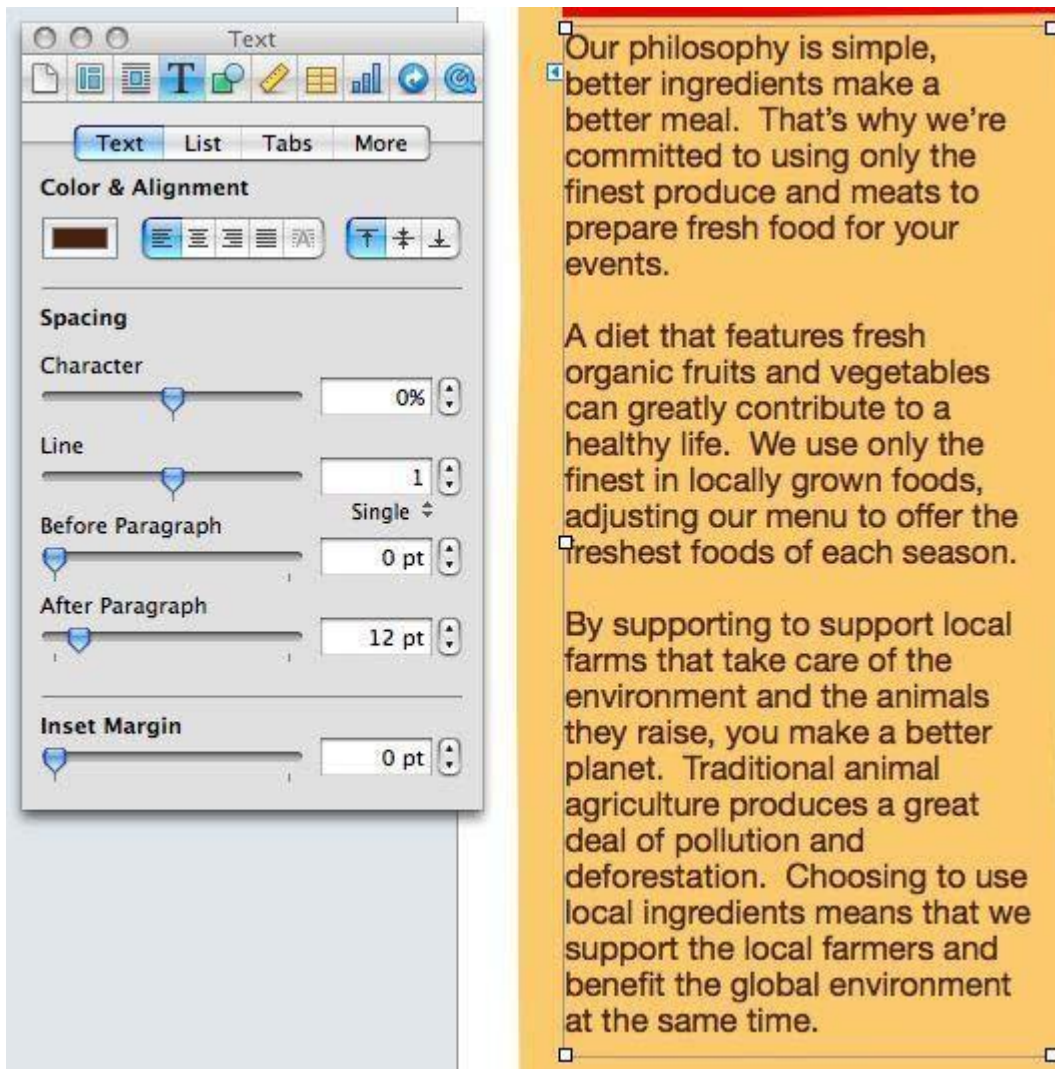 Text
Text List Tabs More
Color & Alignment
Spacing
Character
0%
Line
1
Single
Before Paragraph
0 pt
After Paragraph
12 pt
Inset Margin
0 pt
Our philosophy is simple,
better ingredients make a
better meal.  That’s why we’re
committed to using only the
finest produce and meats to
prepare fresh food for your
events.
A diet that features fresh
organic fruits and vegetables
can greatly contribute to a
healthy life.  We use only the
finest in locally grown foods,
adjusting our menu to offer the
freshest foods of each season.
By supporting to support local
farms that take care of the
environment and the animals
they raise, you make a better
planet.  Traditional animal
agriculture produces a great
deal of pollution and
deforestation.  Choosing to use
local ingredients means that we
support the local farmers and
benefit the global environment
at the same time.